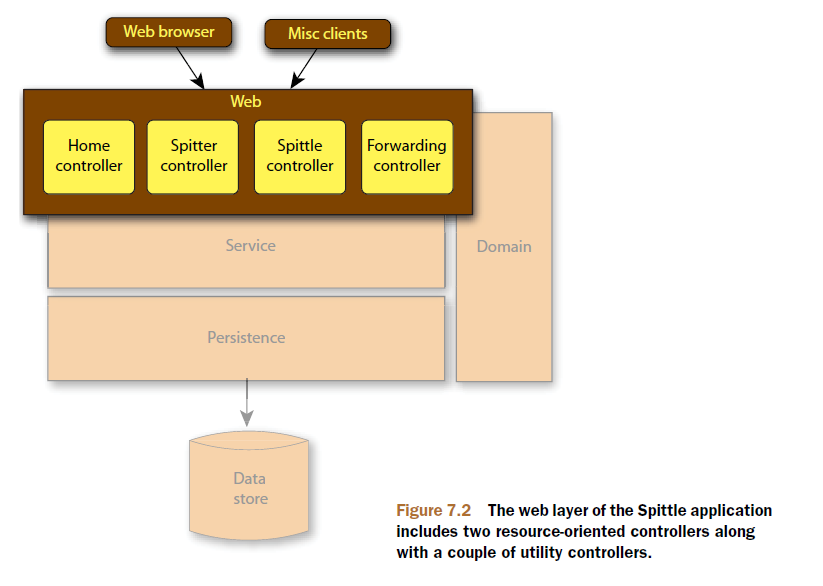 Web browser
Misc clients
Web
Home
controller
Spitter
controller
Spittle
controller
Forwarding
controller
Service
Domain
Persistence
Data
store
Figure 7.2 The web layer of the Spittle application
includes two resource-oriented controllers along
with a couple of utility controllers.